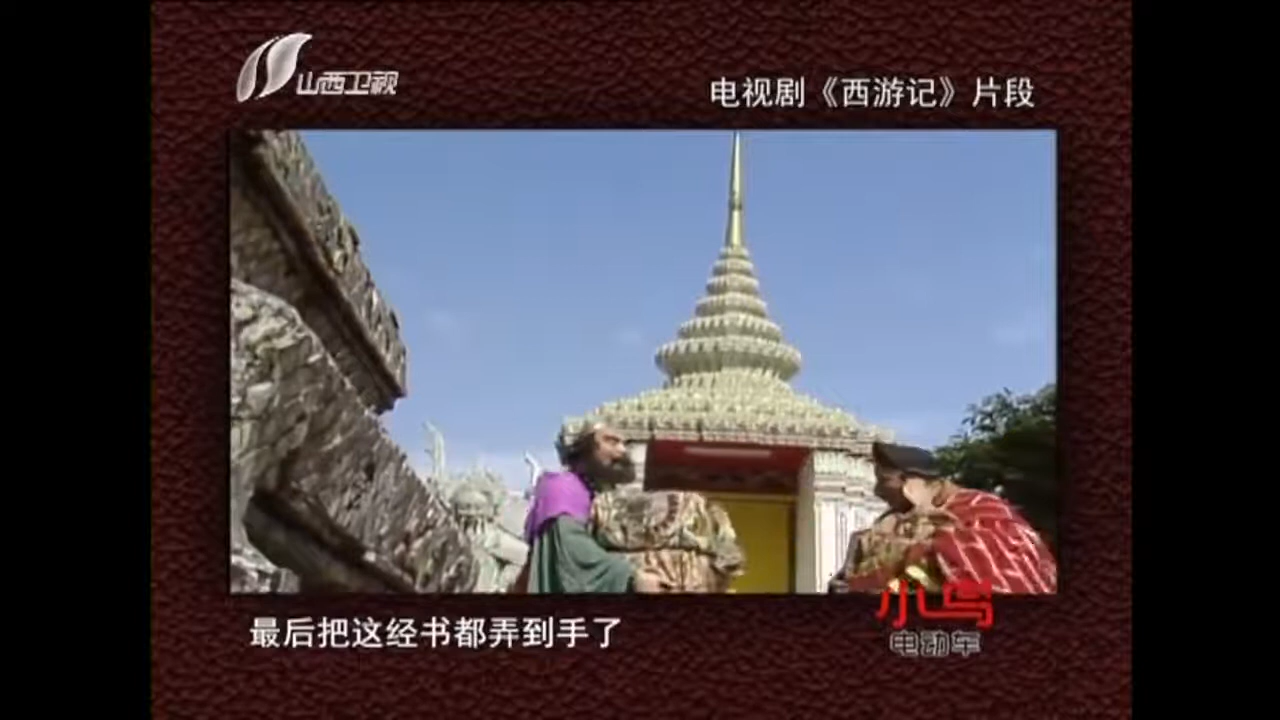 山西卫视
电视剧《西游记》片段
最后把这经书都弄到手了
小鸟
电动车